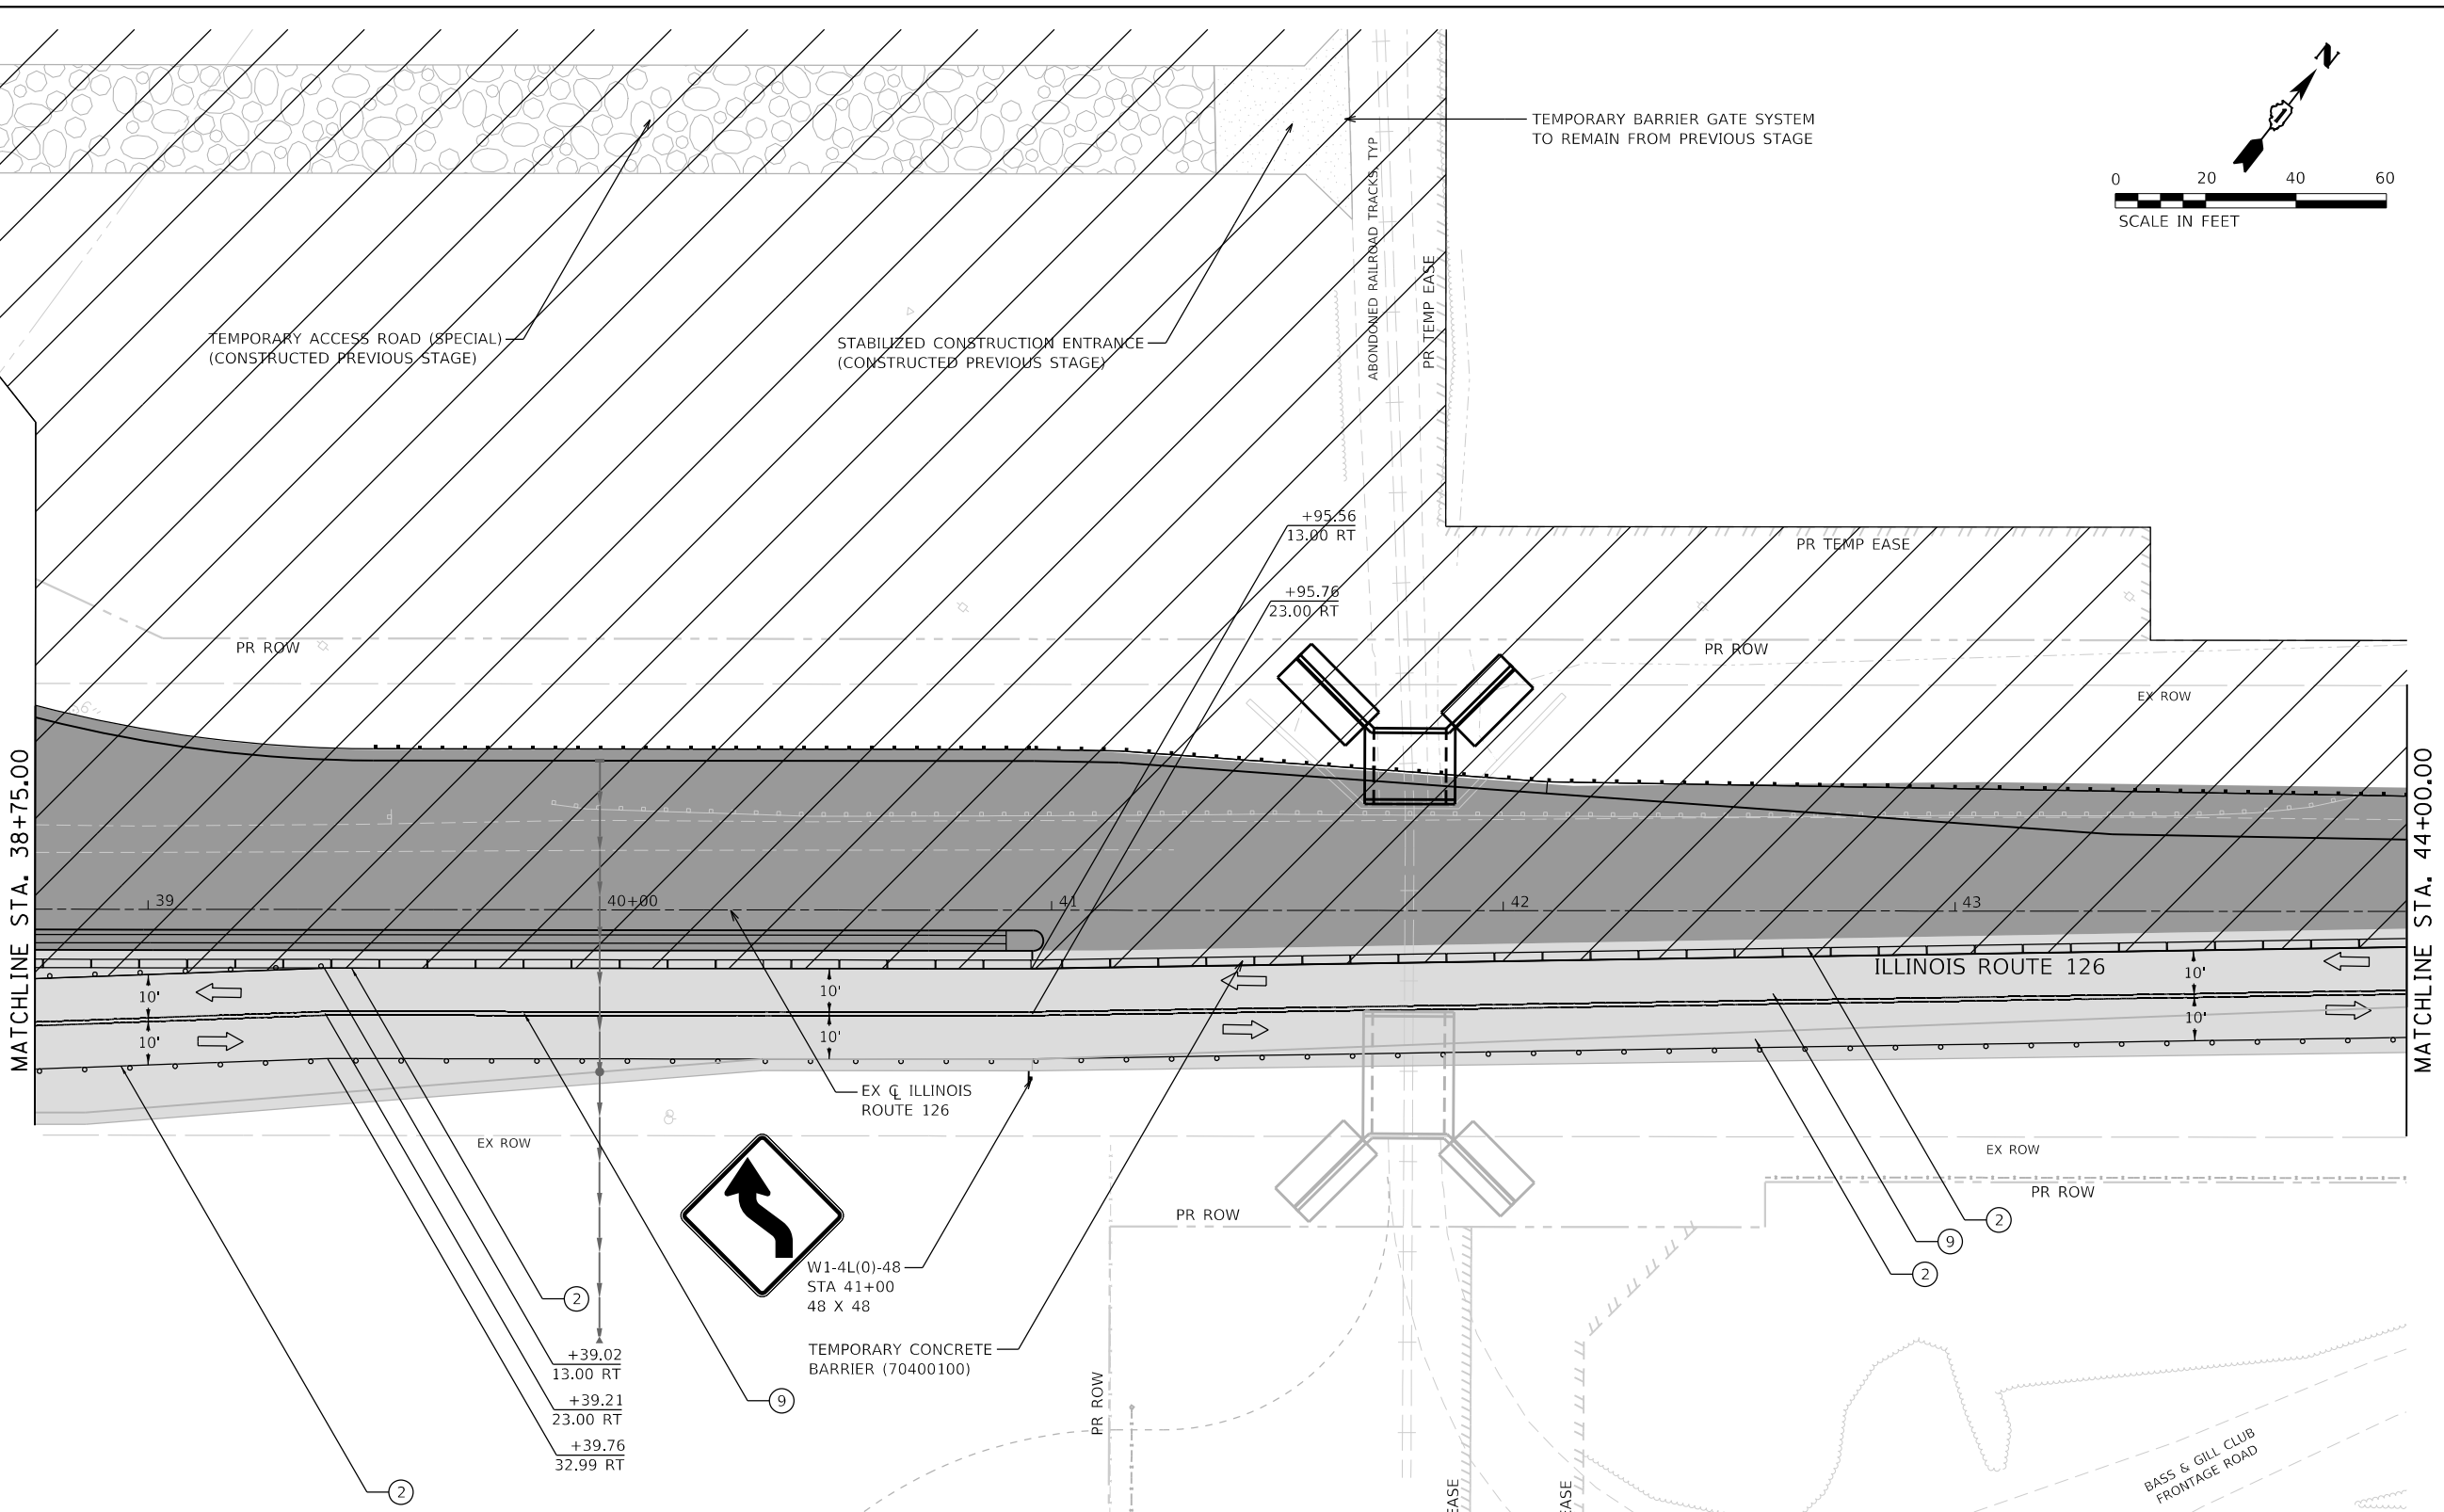 N
0 20 40 60
SCALE IN FEET
TEMPORARY BARRIER GATE SYSTEM
TO REMAIN FROM PREVIOUS STAGE
ABONDONED RAILROAD TRACKS, TYP
PR TEMP EASE
TEMPORARY ACCESS ROAD (SPECIAL)
(CONSTRUCTED PREVIOUS STAGE)
STABILIZED CONSTRUCTION ENTRANCE
(CONSTRUCTED PREVIOUS STAGE)
+95.56
13.00 RT
+95.76
23.00 RT
PR TEMP EASE
PR ROW
PR ROW
EX ROW
MATCHLINE STA. 38+75.00
MATCHLINE STA. 44+00.00
39
40+00
41
42
43
ILLINOIS ROUTE 126
10'
10'
10'
10'
10'
10'
EX ℄ ILLINOIS
ROUTE 126
EX ROW
EX ROW
PR ROW
PR ROW
W1-4L(O)-48
STA 41+00
48 X 48
TEMPORARY CONCRETE
BARRIER (70400100)
2
9
2
2
+39.02
13.00 RT
+39.21
23.00 RT
+39.76
32.99 RT
9
2
PR ROW
EASE
EASE
BASS & GILL CLUB
FRONTAGE ROAD